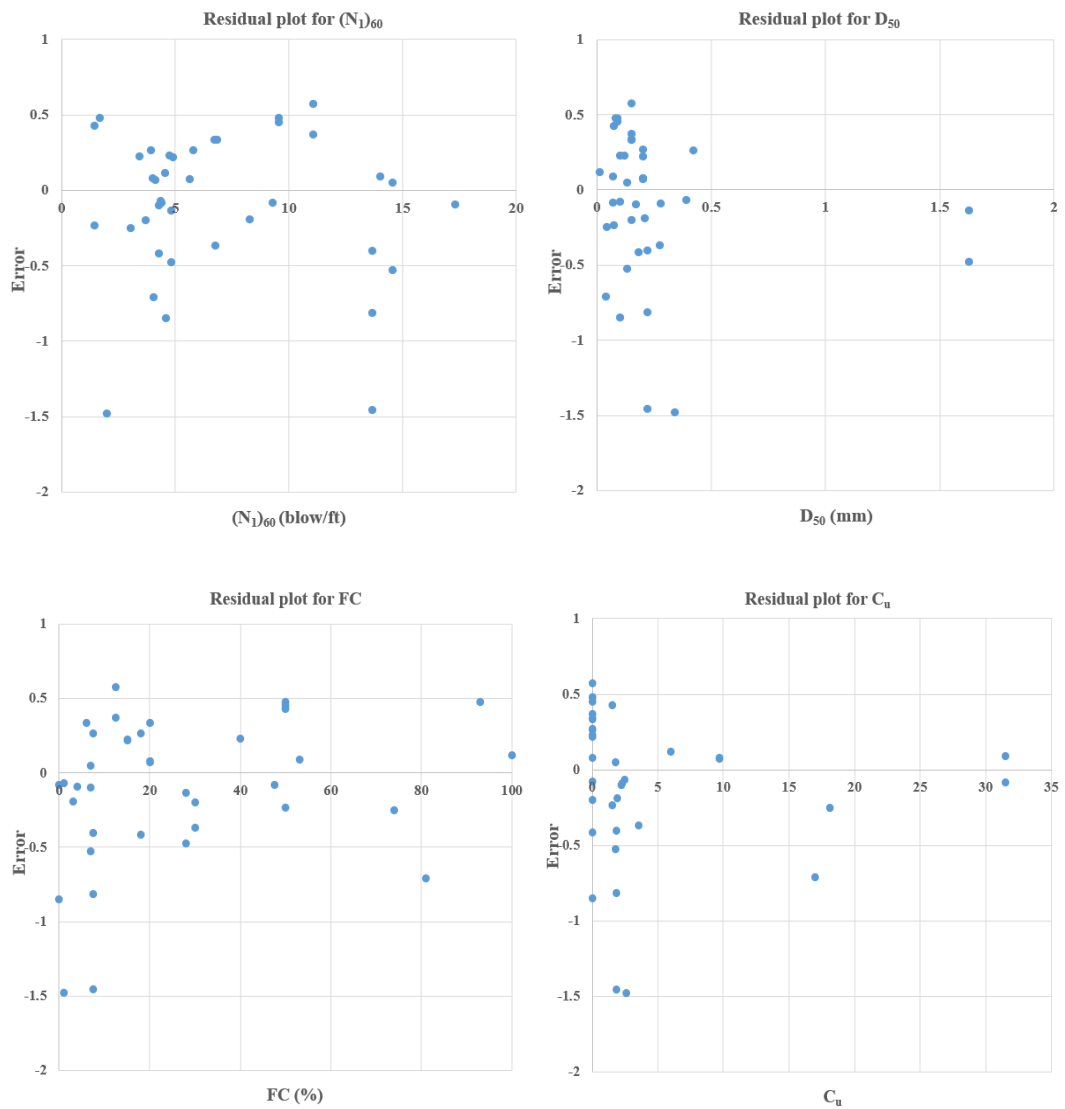 Residual plot for (N₁)₆₀
1
0.5
0
0 5 10 15 20
-0.5
-1
-1.5
-2
Error
(N₁)₆₀ (blow/ft)
Residual plot for D₅₀
1
0.5
0
0 0.5 1 1.5 2
-0.5
-1
-1.5
-2
Error
D₅₀ (mm)
Residual plot for FC
1
0.5
0
0 20 40 60 80 100
-0.5
-1
-1.5
-2
Error
FC (%)
Residual plot for Cᵤ
1
0.5
0
0 5 10 15 20 25 30 35
-0.5
-1
-1.5
-2
Error
Cᵤ